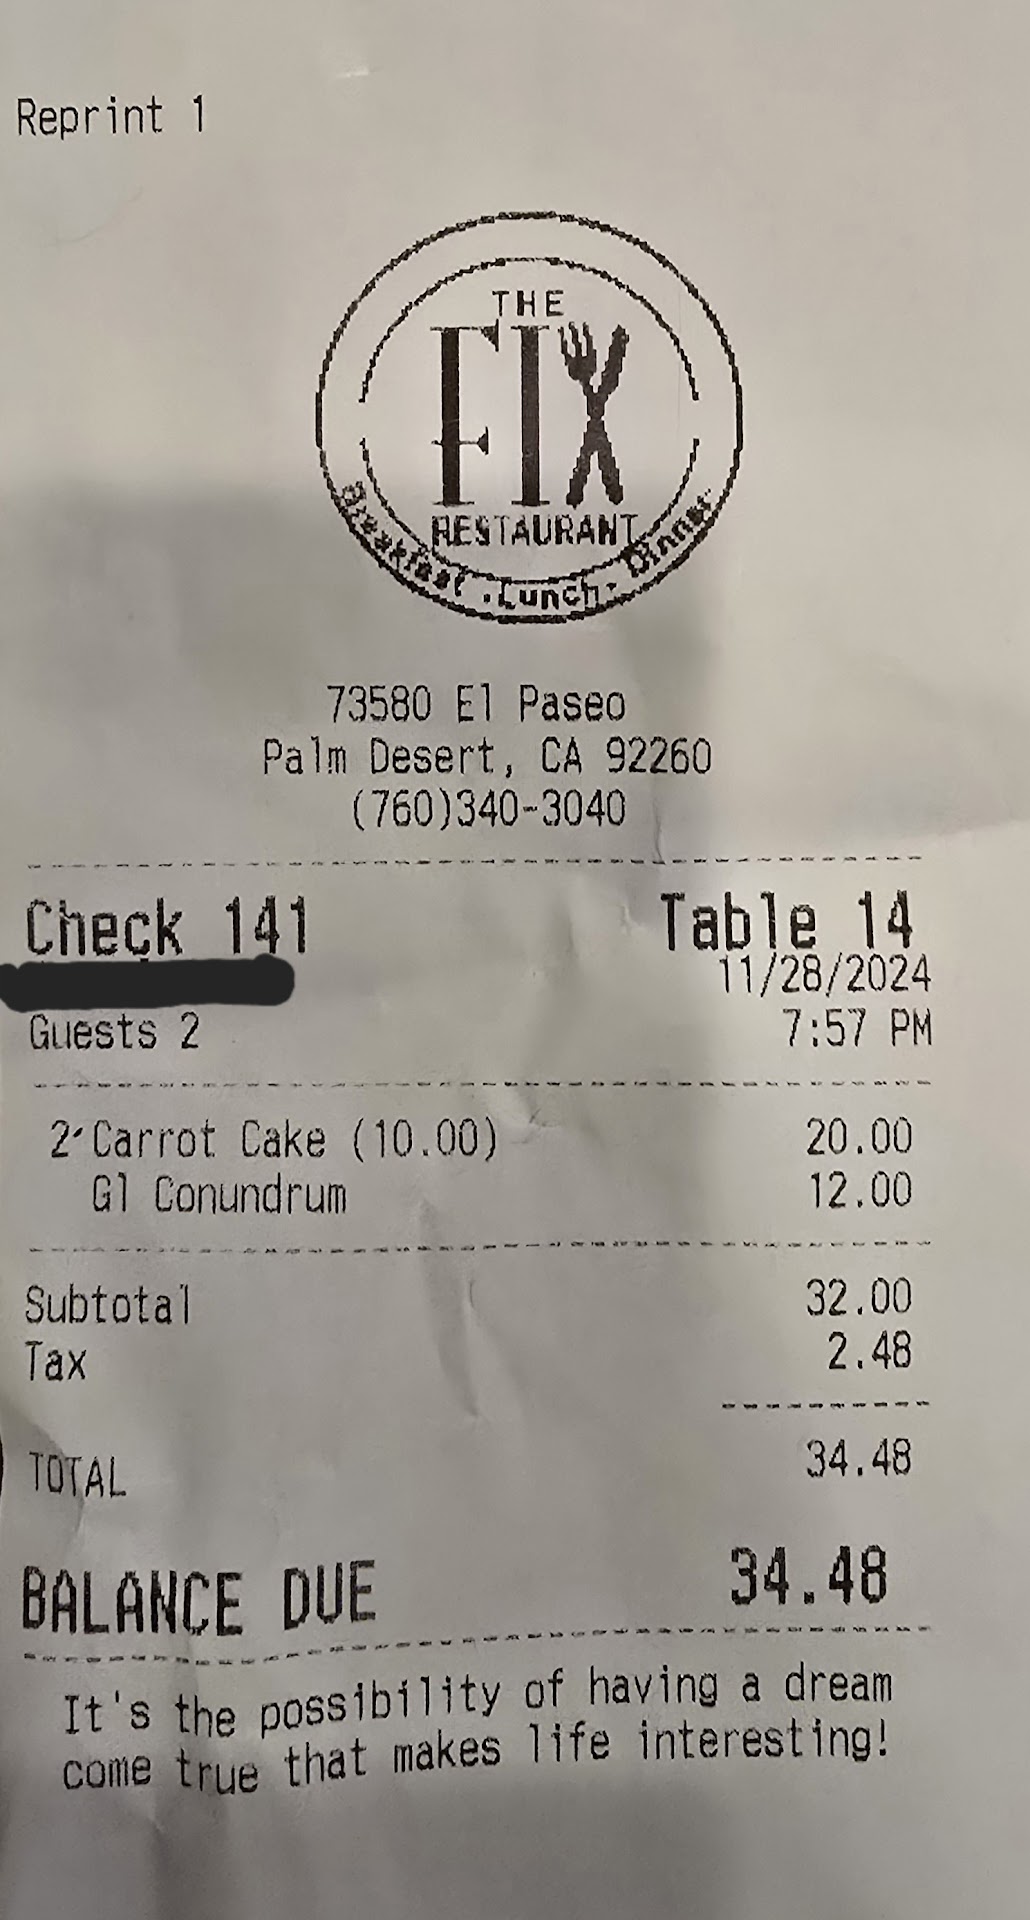 Reprint 1
THE
FIX
RESTAURANT
Breakfast · Lunch · Dinner
73580 El Paseo
Palm Desert, CA 92260
(760)340-3040
Check 141 Table 14
11/28/2024
Guests 2 7:57 PM
2 Carrot Cake (10.00) 20.00
Gl Conundrum 12.00
Subtotal 32.00
Tax 2.48
TOTAL 34.48
BALANCE DUE 34.48
It's the possibility of having a dream
come true that makes life interesting!